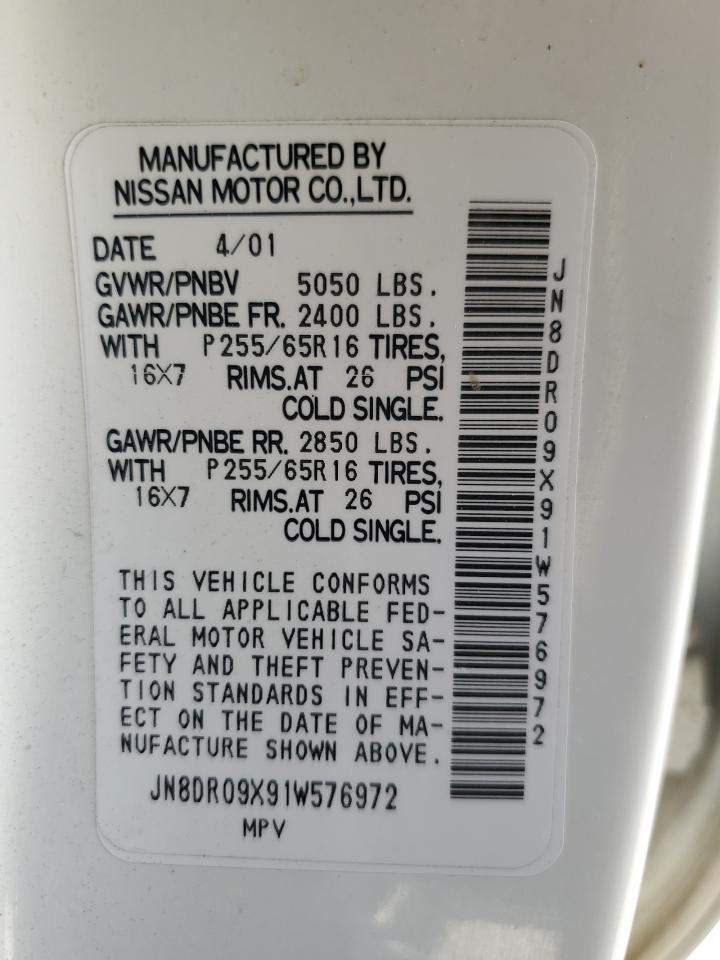 MANUFACTURED BY
NISSAN MOTOR CO.,LTD.
DATE 4/01
GVWR/PNBV 5050 LBS.
GAWR/PNBE FR. 2400 LBS.
WITH P255/65R16 TIRES,
16X7 RIMS.AT 26 PSI
COLD SINGLE.
GAWR/PNBE RR. 2850 LBS.
WITH P255/65R16 TIRES,
16X7 RIMS.AT 26 PSI
COLD SINGLE.
THIS VEHICLE CONFORMS
TO ALL APPLICABLE FED-
ERAL MOTOR VEHICLE SA-
FETY AND THEFT PREVEN-
TION STANDARDS IN EFF-
ECT ON THE DATE OF MA-
NUFACTURE SHOWN ABOVE.
JN8DR09X91W576972
MPV
JN8DR09X91W576972